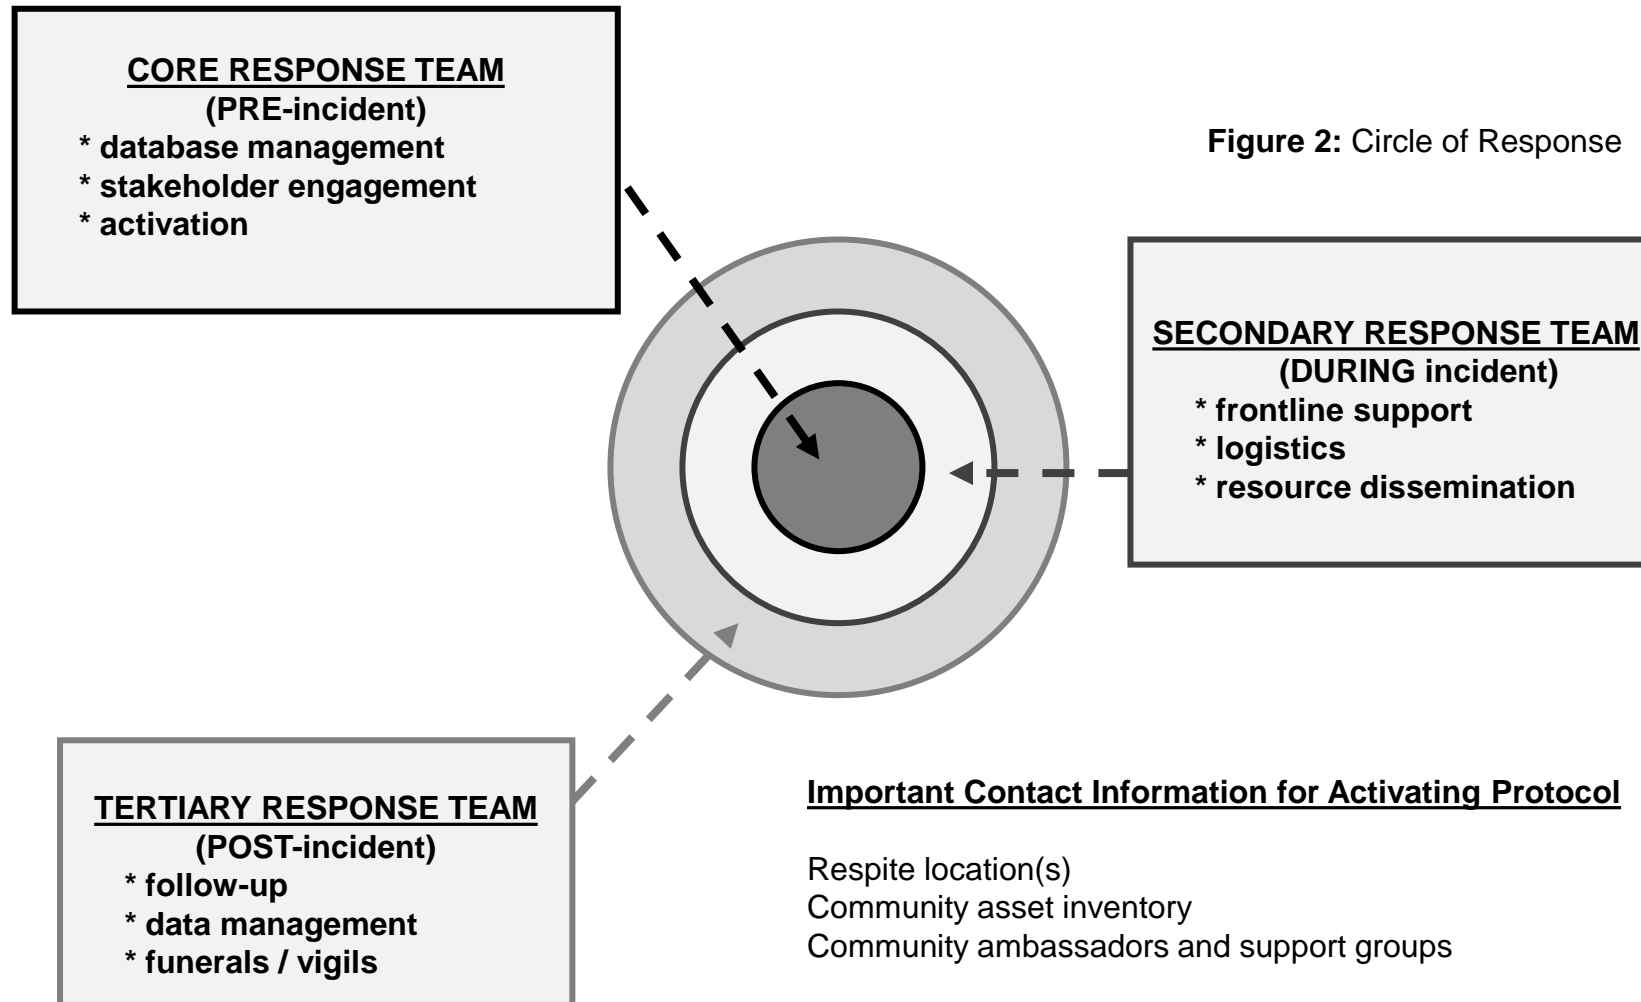 CORE RESPONSE TEAM
(PRE-incident)
* database management
* stakeholder engagement
* activation
Figure 2: Circle of Response
SECONDARY RESPONSE TEAM
(DURING incident)
* frontline support
* logistics
* resource dissemination
TERTIARY RESPONSE TEAM
(POST-incident)
* follow-up
* data management
* funerals / vigils
Important Contact Information for Activating Protocol
Respite location(s)
Community asset inventory
Community ambassadors and support groups